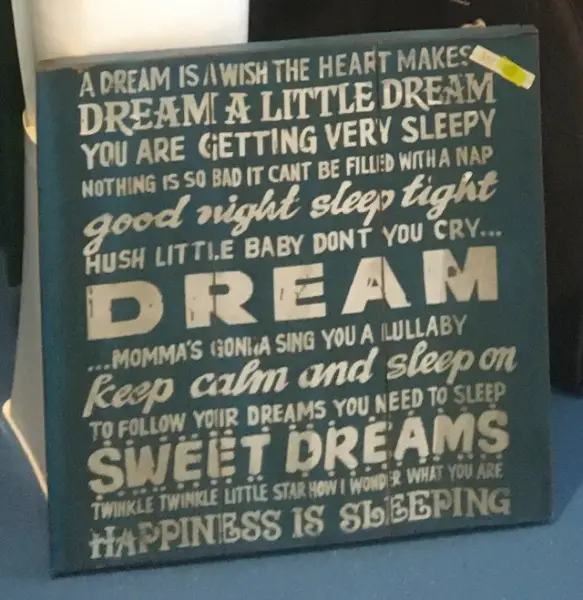 A DREAM IS A WISH THE HEART MAKES
DREAM A LITTLE DREAM
YOU ARE GETTING VERY SLEEPY
NOTHING IS SO BAD IT CANT BE FILLED WITH A NAP
good night sleep tight
HUSH LITTLE BABY DONT YOU CRY...
DREAM
...MOMMA'S GONNA SING YOU A LULLABY
keep calm and sleep on
TO FOLLOW YOUR DREAMS YOU NEED TO SLEEP
SWEET DREAMS
TWINKLE TWINKLE LITTLE STAR HOW I WONDER WHAT YOU ARE
HAPPINESS IS SLEEPING